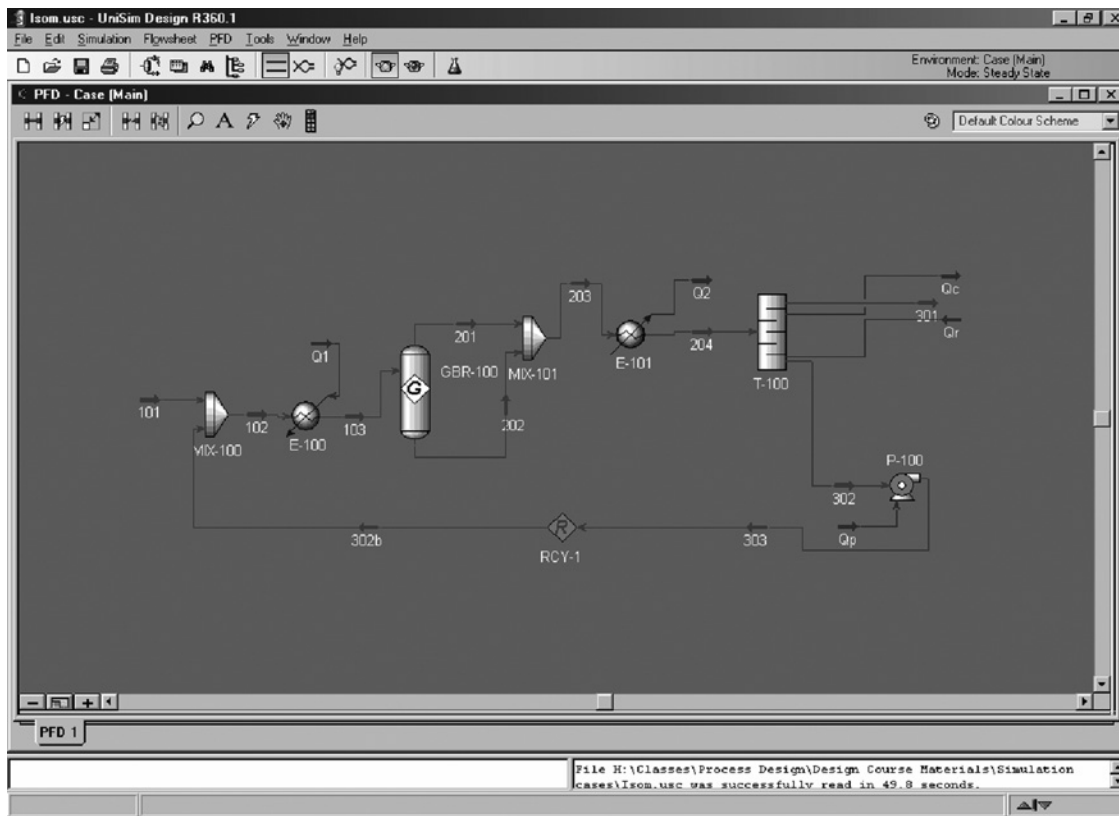 Isom.usc - UniSim Design R360.1
File Edit Simulation Flowsheet PFD Tools Window Help
Environment: Case (Main)
Mode: Steady State
PFD - Case (Main)
A
Default Colour Scheme
203
Q2
Qc
201
301
Qr
Q1
GBR-100
MIX-101
E-101
204
T-100
G
101
102
103
202
MIX-100
E-100
P-100
302
302b
R
303
Qp
RCY-1
PFD 1
File H:\Classes\Process Design\Design Course Materials\Simulation
cases\Isom.usc was successfully read in 49.8 seconds.